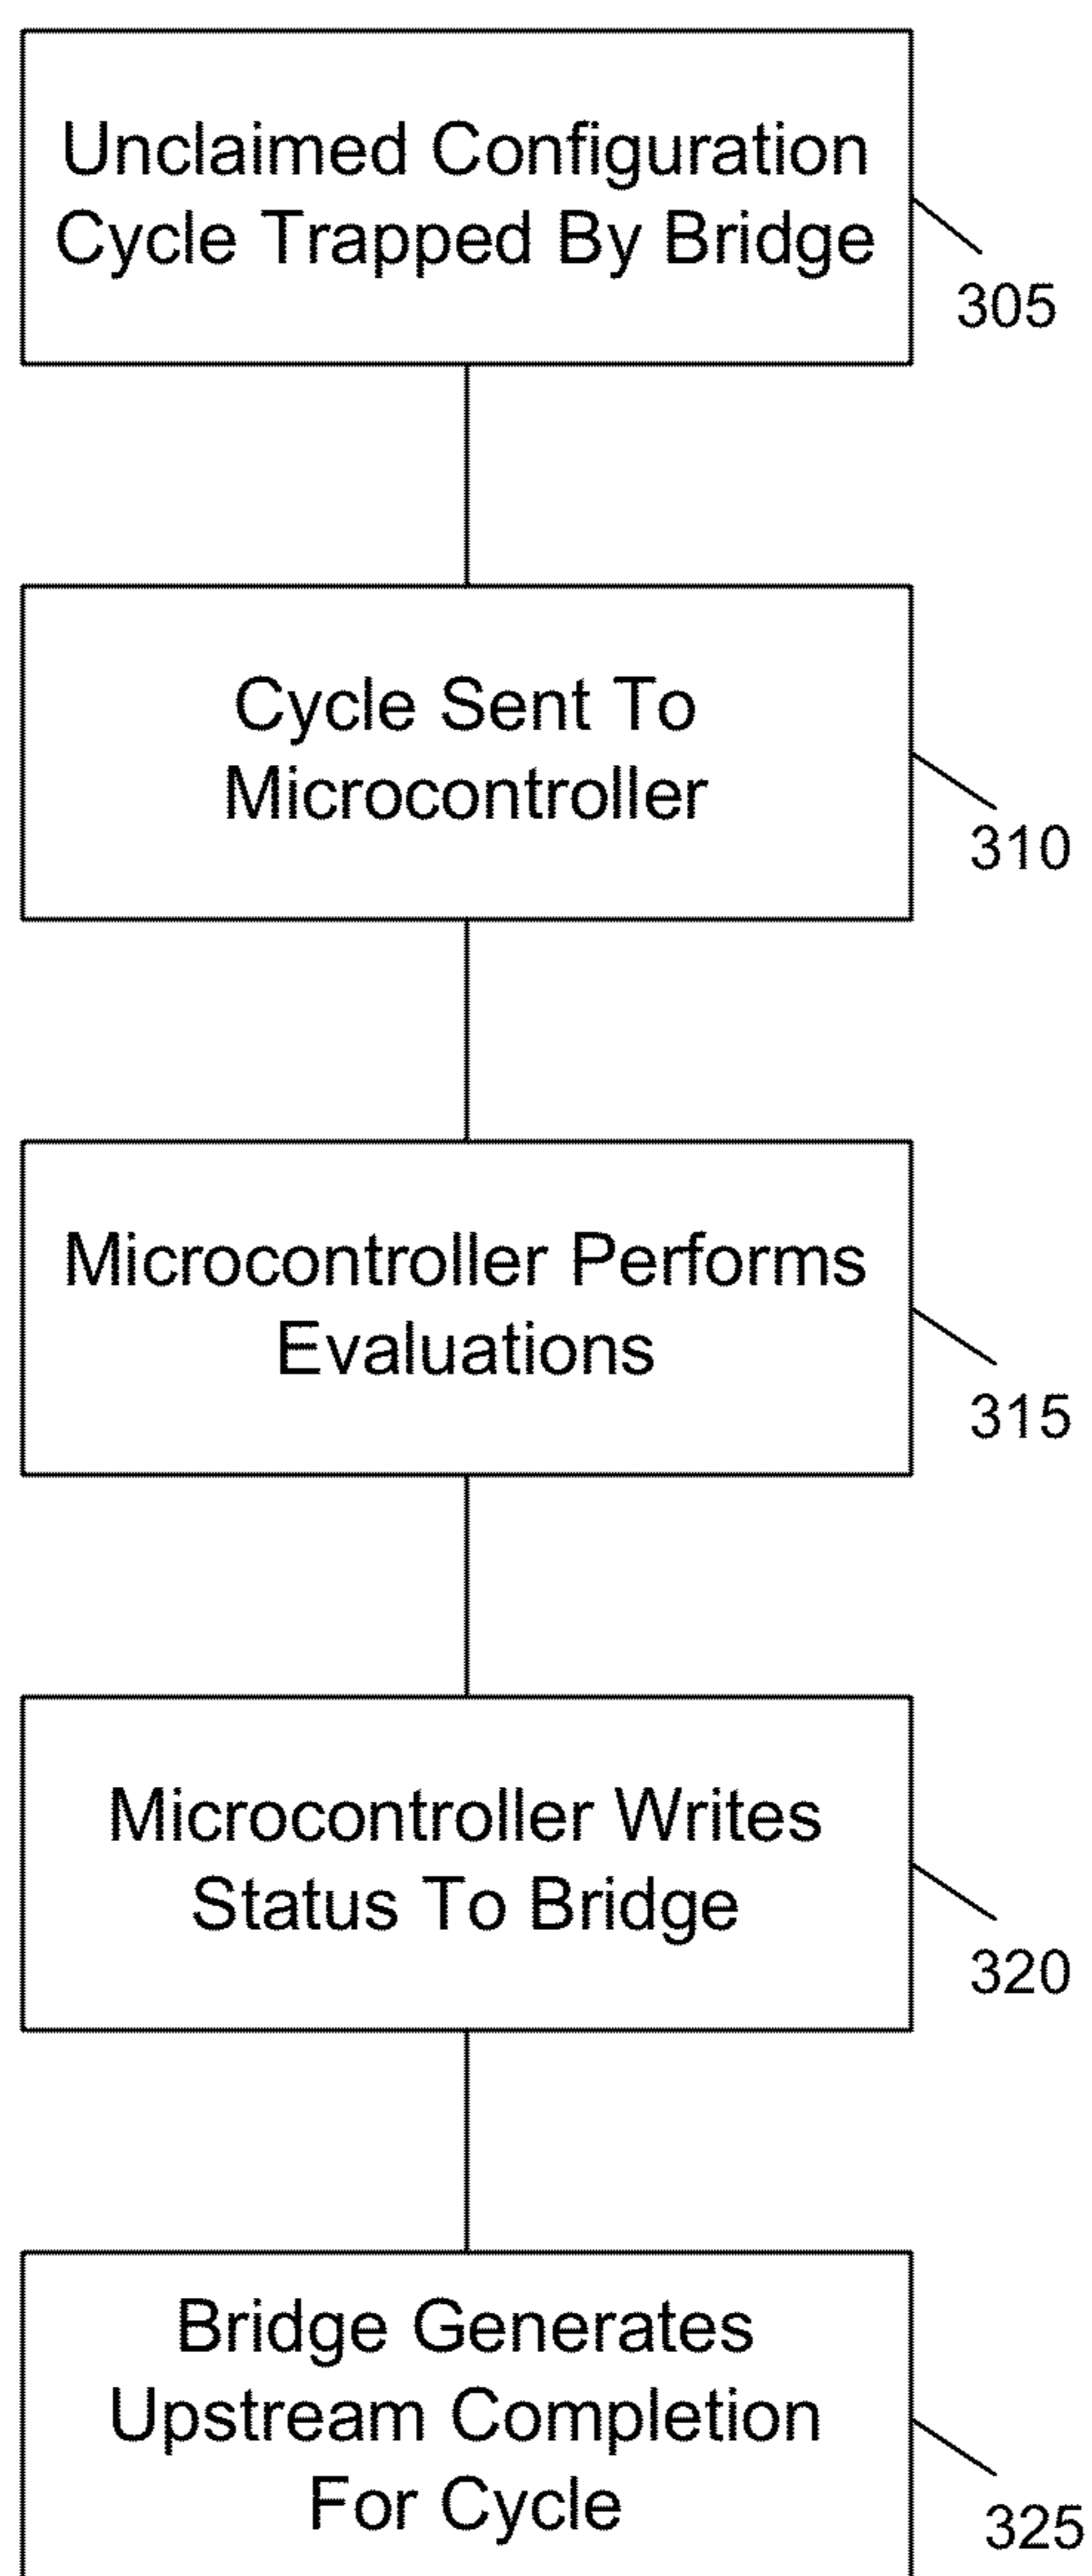 Unclaimed Configuration
Cycle Trapped By Bridge
305
Cycle Sent To
Microcontroller
310
Microcontroller Performs
Evaluations
315
Microcontroller Writes
Status To Bridge
320
Bridge Generates
Upstream Completion
For Cycle
325